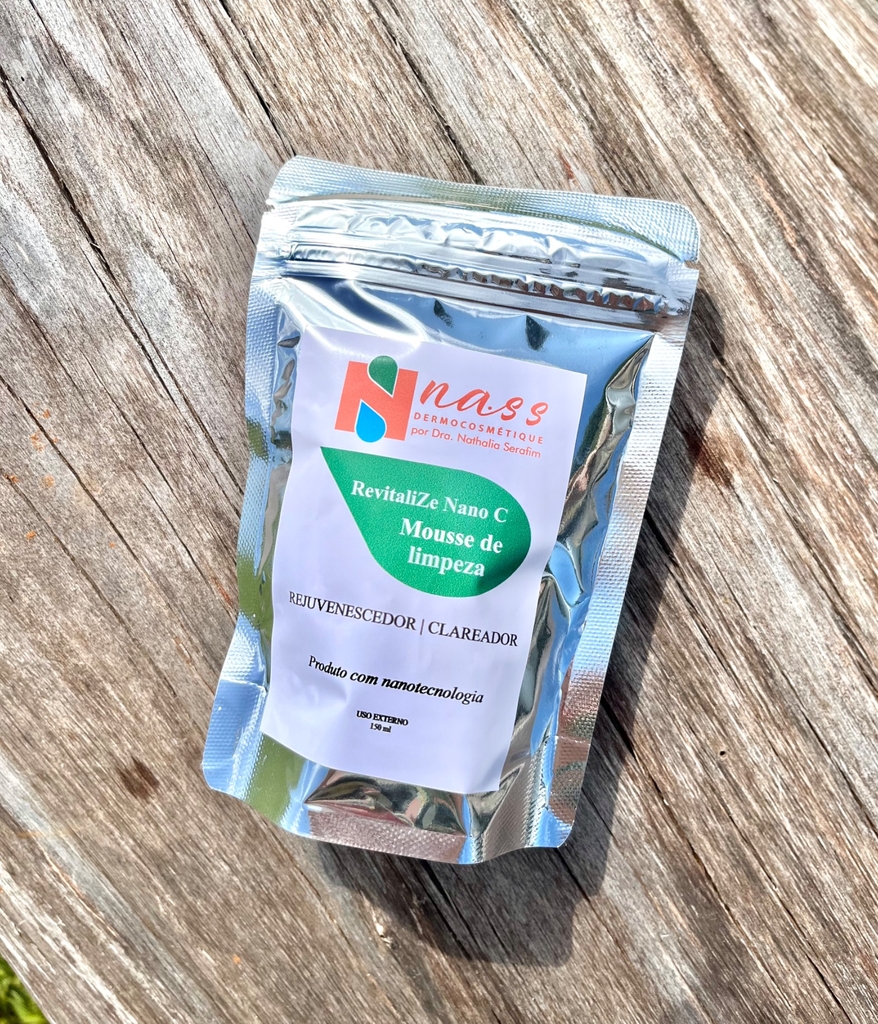 N nass
DERMOCOSMÉTIQUE
por Dra. Nathalia Serafim
RevitaliZe Nano C
Mousse de
limpeza
REJUVENESCEDOR | CLAREADOR
Produto com nanotecnologia
USO EXTERNO
150 ml